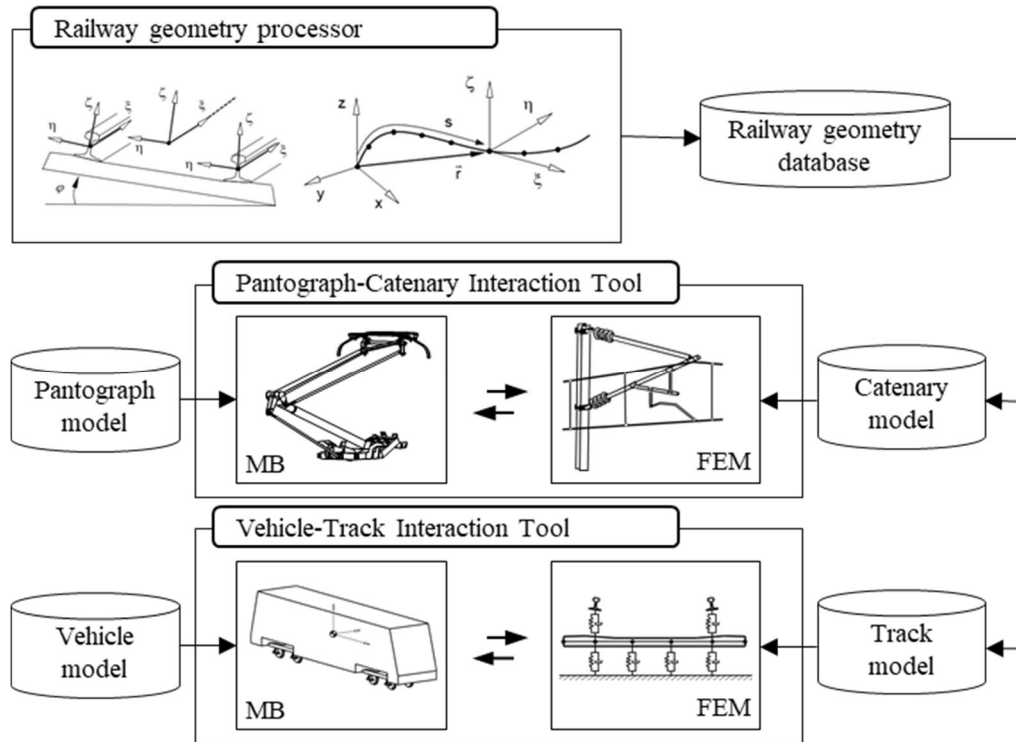 Railway geometry processor
ζ
ξ
η
ζ
ξ
η
ζ
ξ
η
φ
z
y
x
s
r⃗
ζ
η
ξ
Railway geometry
database
Pantograph-Catenary Interaction Tool
Pantograph
model
MB
FEM
Catenary
model
Vehicle-Track Interaction Tool
Vehicle
model
MB
FEM
Track
model